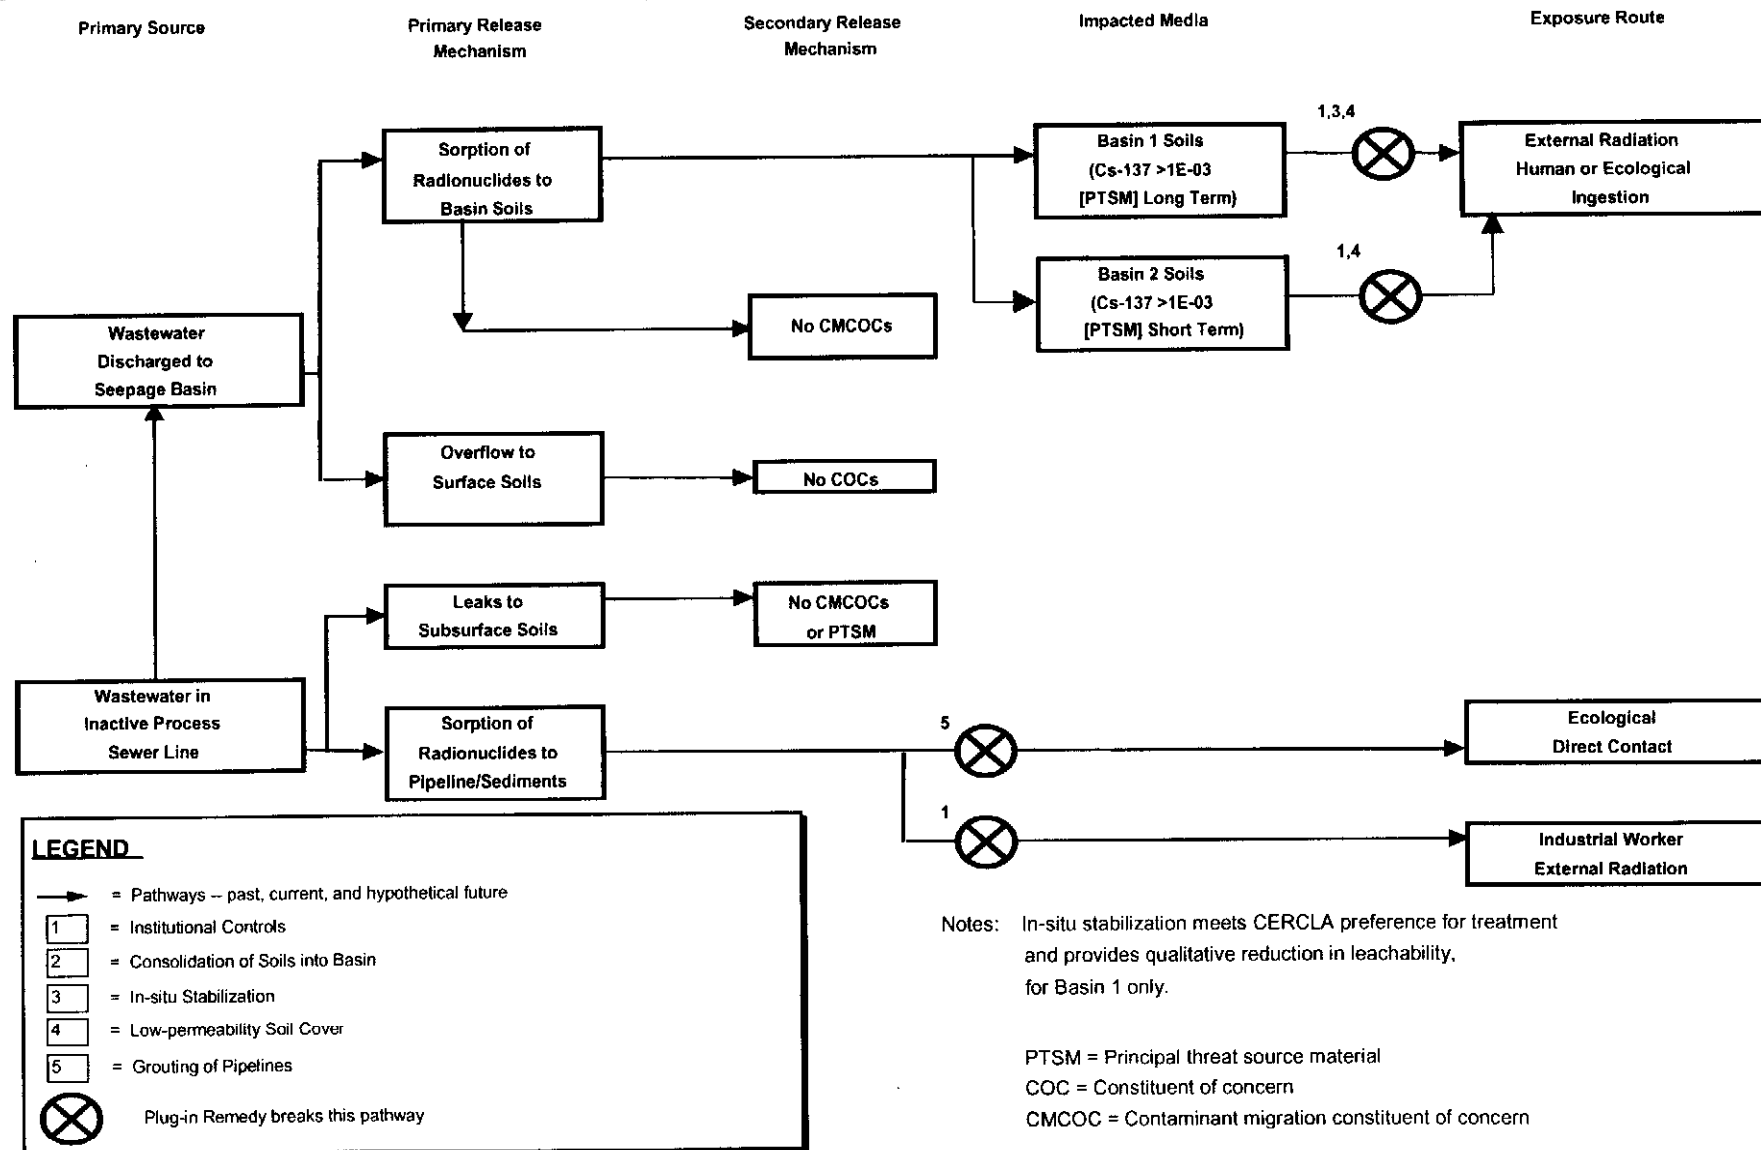 Primary Source
Primary Release
Mechanism
Secondary Release
Mechanism
Impacted Media
Exposure Route
Sorption of
Radionuclides to
Basin Soils
Basin 1 Soils
(Cs-137 >1E-03
[PTSM] Long Term)
1,3,4
External Radiation
Human or Ecological
Ingestion
Basin 2 Soils
(Cs-137 >1E-03
[PTSM] Short Term)
1,4
No CMCOCs
Wastewater
Discharged to
Seepage Basin
Overflow to
Surface Soils
No COCs
Leaks to
Subsurface Soils
No CMCOCs
or PTSM
Wastewater in
Inactive Process
Sewer Line
Sorption of
Radionuclides to
Pipeline/Sediments
5
Ecological
Direct Contact
1
Industrial Worker
External Radiation
LEGEND
= Pathways – past, current, and hypothetical future
1 = Institutional Controls
2 = Consolidation of Soils into Basin
3 = In-situ Stabilization
4 = Low-permeability Soil Cover
5 = Grouting of Pipelines
Plug-in Remedy breaks this pathway
Notes: In-situ stabilization meets CERCLA preference for treatment
and provides qualitative reduction in leachability,
for Basin 1 only.
PTSM = Principal threat source material
COC = Constituent of concern
CMCOC = Contaminant migration constituent of concern